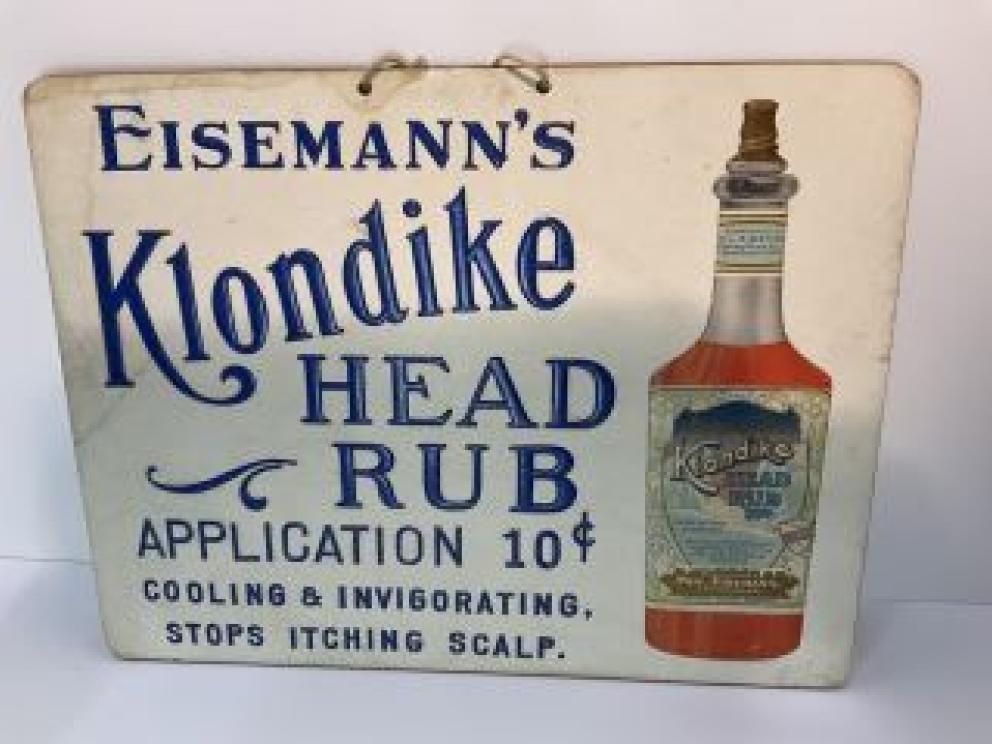 EISEMANN'S
Klondike
HEAD
RUB
APPLICATION 10¢
COOLING & INVIGORATING,
STOPS ITCHING SCALP.
Klondike
HEAD
RUB